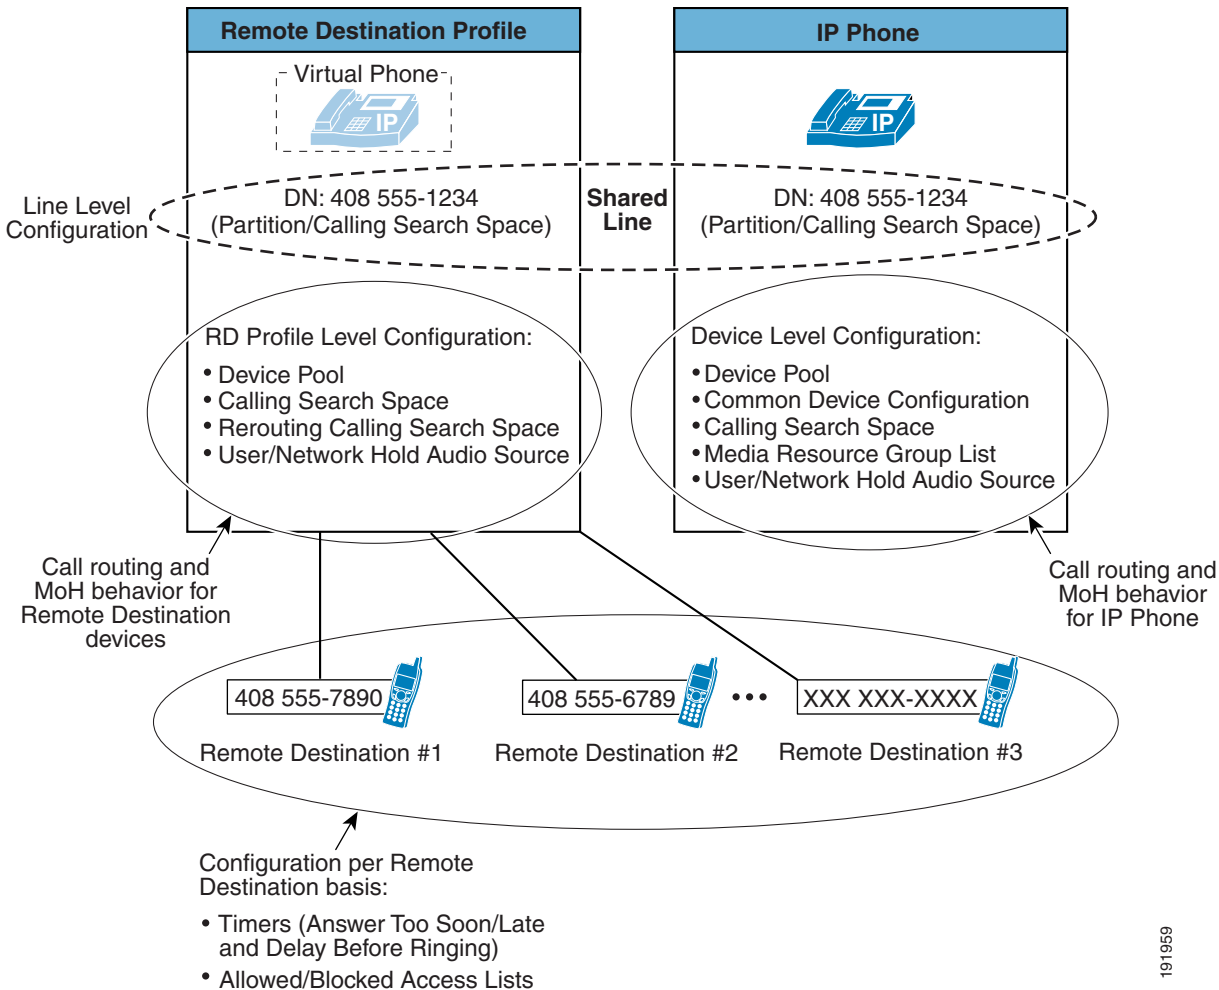 Remote Destination Profile
IP Phone
Virtual Phone
IP
IP
Line Level
Configuration
DN: 408 555-1234
(Partition/Calling Search Space)
Shared
Line
DN: 408 555-1234
(Partition/Calling Search Space)
RD Profile Level Configuration:
• Device Pool
• Calling Search Space
• Rerouting Calling Search Space
• User/Network Hold Audio Source
Device Level Configuration:
• Device Pool
• Common Device Configuration
• Calling Search Space
• Media Resource Group List
• User/Network Hold Audio Source
Call routing and
MoH behavior for
Remote Destination
devices
Call routing and
MoH behavior
for IP Phone
408 555-7890
408 555-6789
•••
XXX XXX-XXXX
Remote Destination #1
Remote Destination #2
Remote Destination #3
Configuration per Remote
Destination basis:
• Timers (Answer Too Soon/Late
and Delay Before Ringing)
• Allowed/Blocked Access Lists
191959